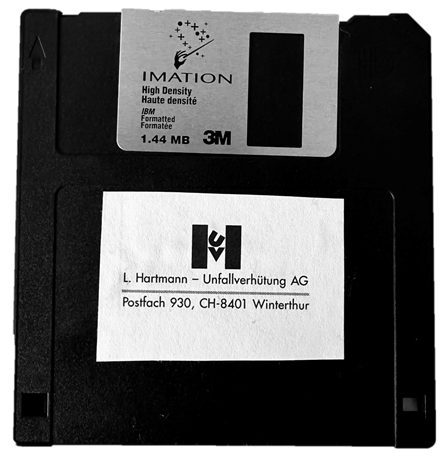 IMATION
High Density
Haute densité
IBM
Formatted
Formatée
1.44 MB 3M
H UV
L. Hartmann – Unfallverhütung AG
Postfach 930, CH-8401 Winterthur